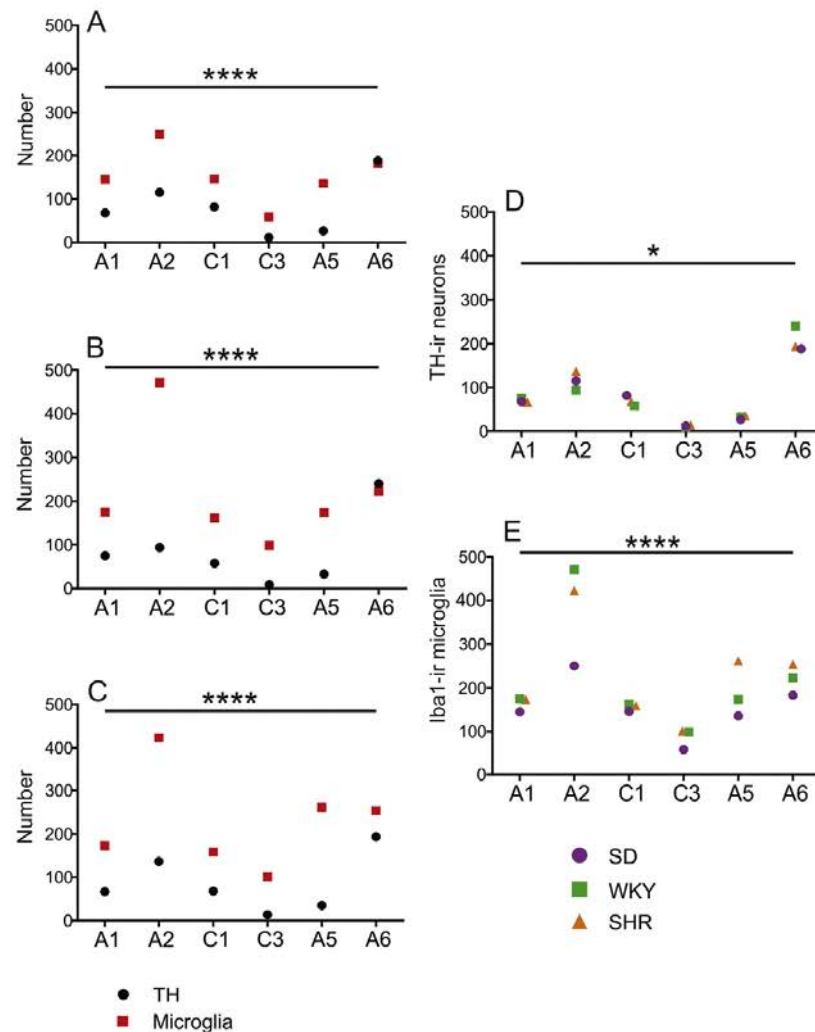 A
500
400
300
200
100
0
Number
****
A1 A2 C1 C3 A5 A6
B
500
400
300
200
100
0
Number
****
A1 A2 C1 C3 A5 A6
C
500
400
300
200
100
0
Number
****
A1 A2 C1 C3 A5 A6
TH
Microglia
D
500
400
300
200
100
0
TH-ir neurons
*
A1 A2 C1 C3 A5 A6
E
500
400
300
200
100
0
Iba1-ir microglia
****
A1 A2 C1 C3 A5 A6
SD
WKY
SHR